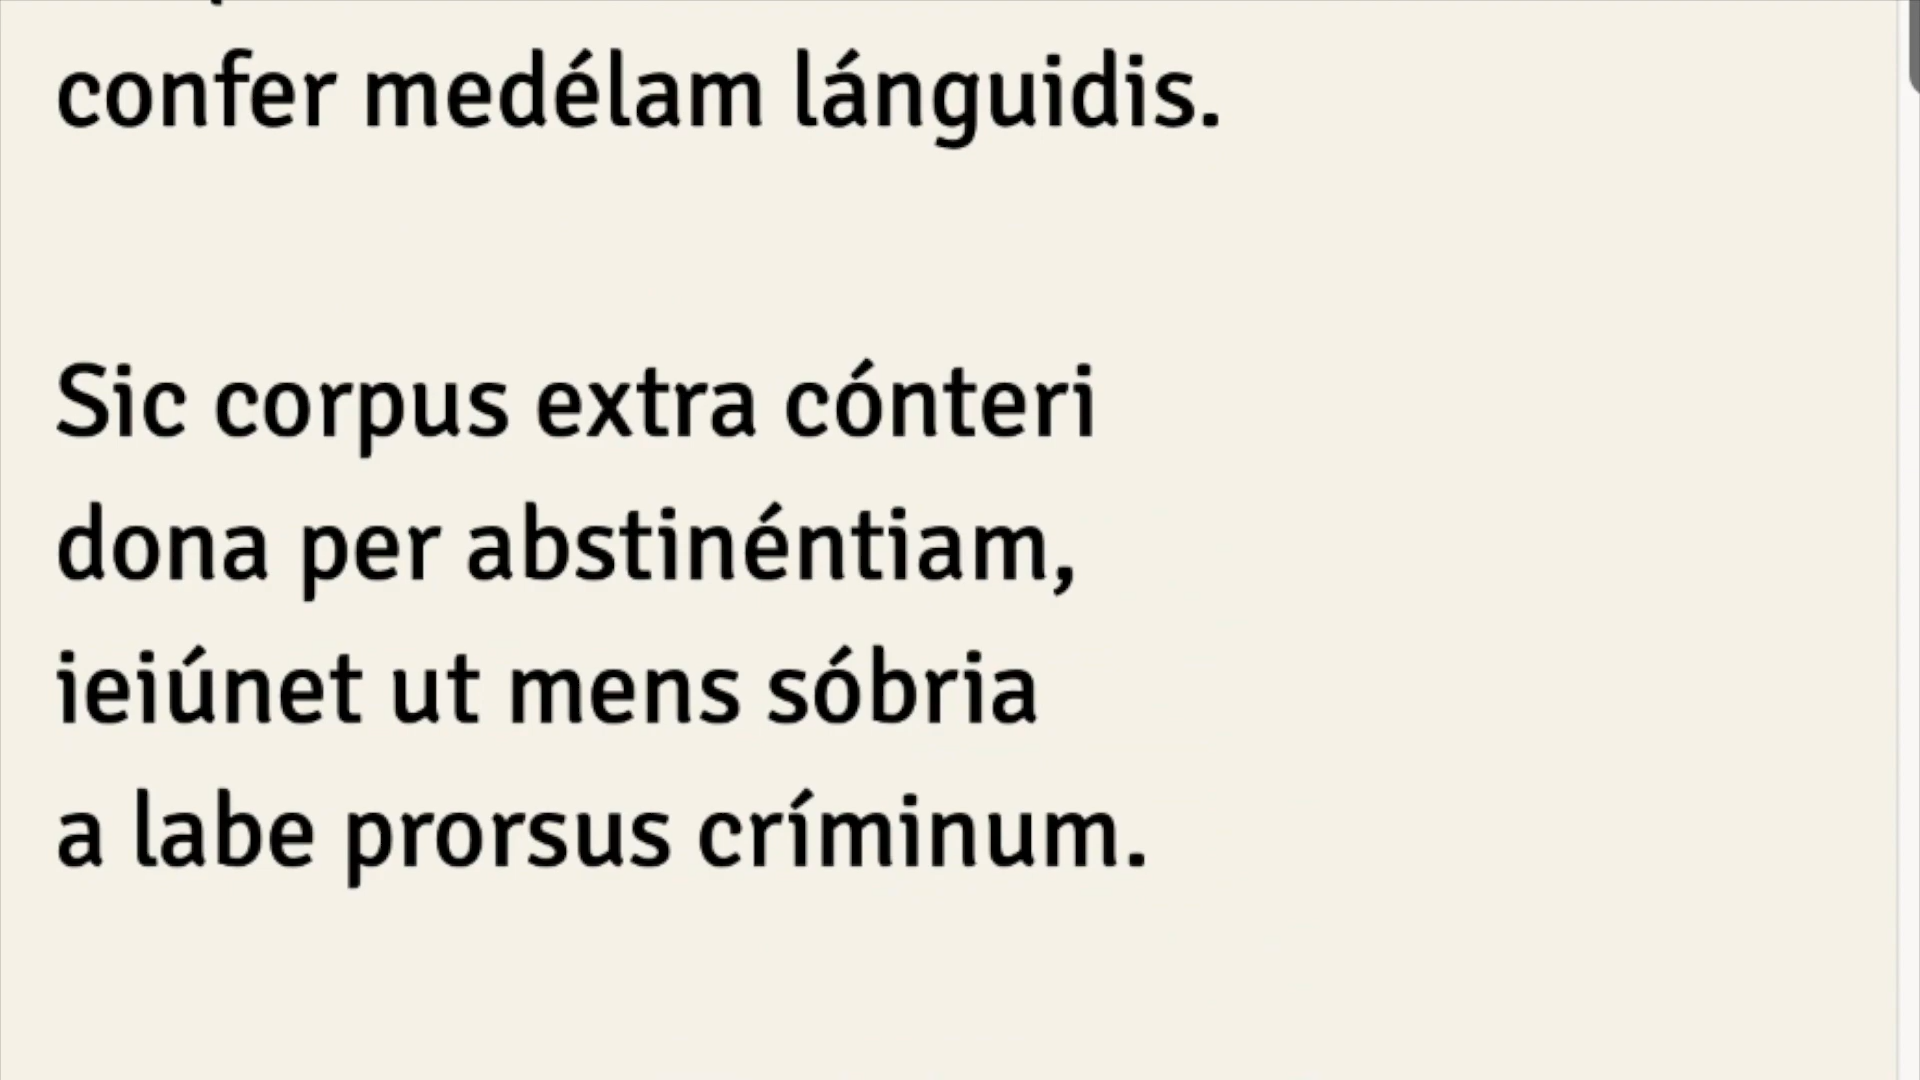 confer medélam lánguidis.
Sic corpus extra cónteri
dona per abstinéntiam,
ieiúnet ut mens sóbria
a labe prorsus críminum.